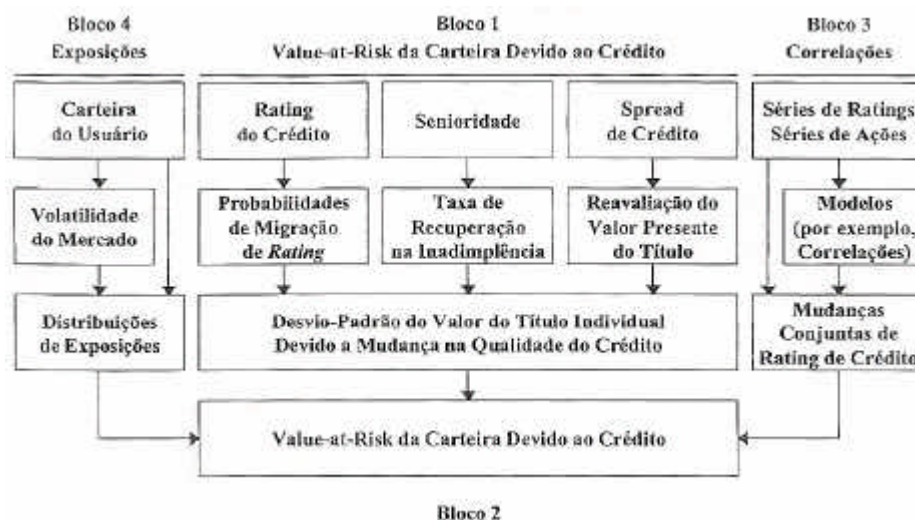 Bloco 4
Exposições
Bloco 1
Value-at-Risk da Carteira Devido ao Crédito
Bloco 3
Correlações
Carteira
do Usuário
Rating
do Crédito
Senioridade
Spread
de Crédito
Séries de Ratings
Séries de Ações
Volatilidade
do Mercado
Probabilidades
de Migração
de Rating
Taxa de
Recuperação
na Inadimplência
Reavaliação do
Valor Presente
do Título
Modelos
(por exemplo,
Correlações)
Distribuições
de Exposições
Desvio-Padrão do Valor do Título Individual
Devido a Mudança na Qualidade do Crédito
Mudanças
Conjuntas de
Rating de Crédito
Value-at-Risk da Carteira Devido ao Crédito
Bloco 2